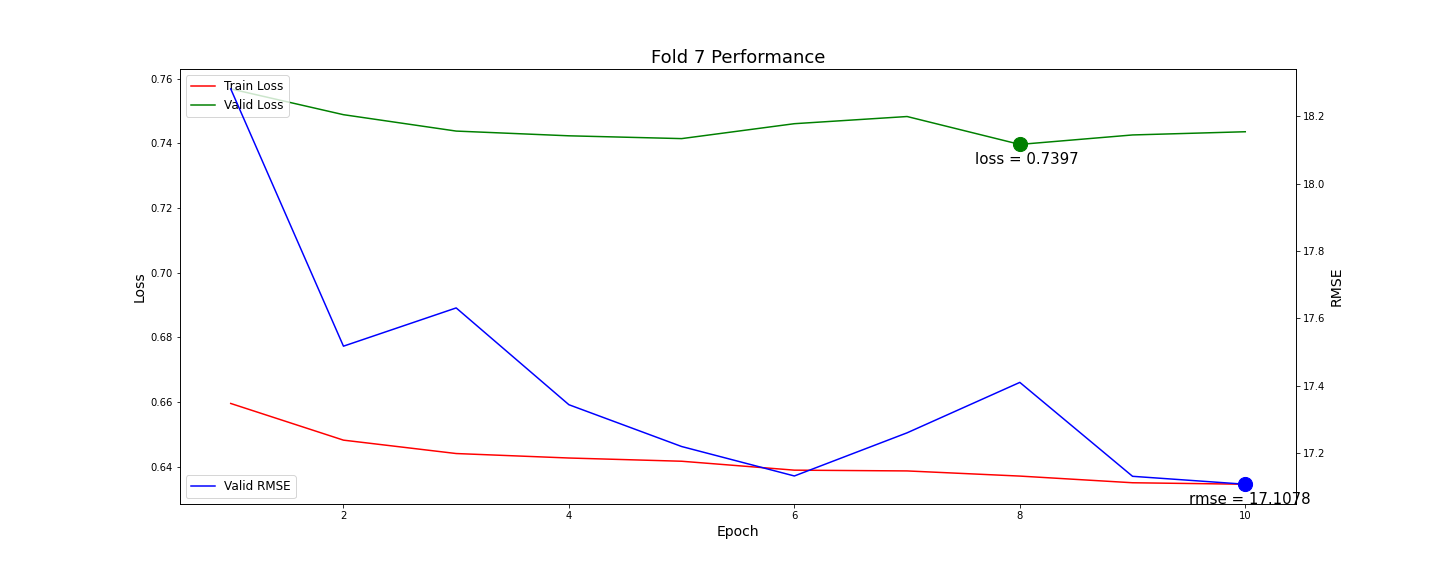 Fold 7 Performance
Train Loss
Valid Loss
Valid RMSE
0.76
0.74
0.72
0.70
0.68
0.66
0.64
Loss
18.2
18.0
17.8
17.6
17.4
17.2
RMSE
loss = 0.7397
rmse = 17.1078
2
4
6
8
10
Epoch